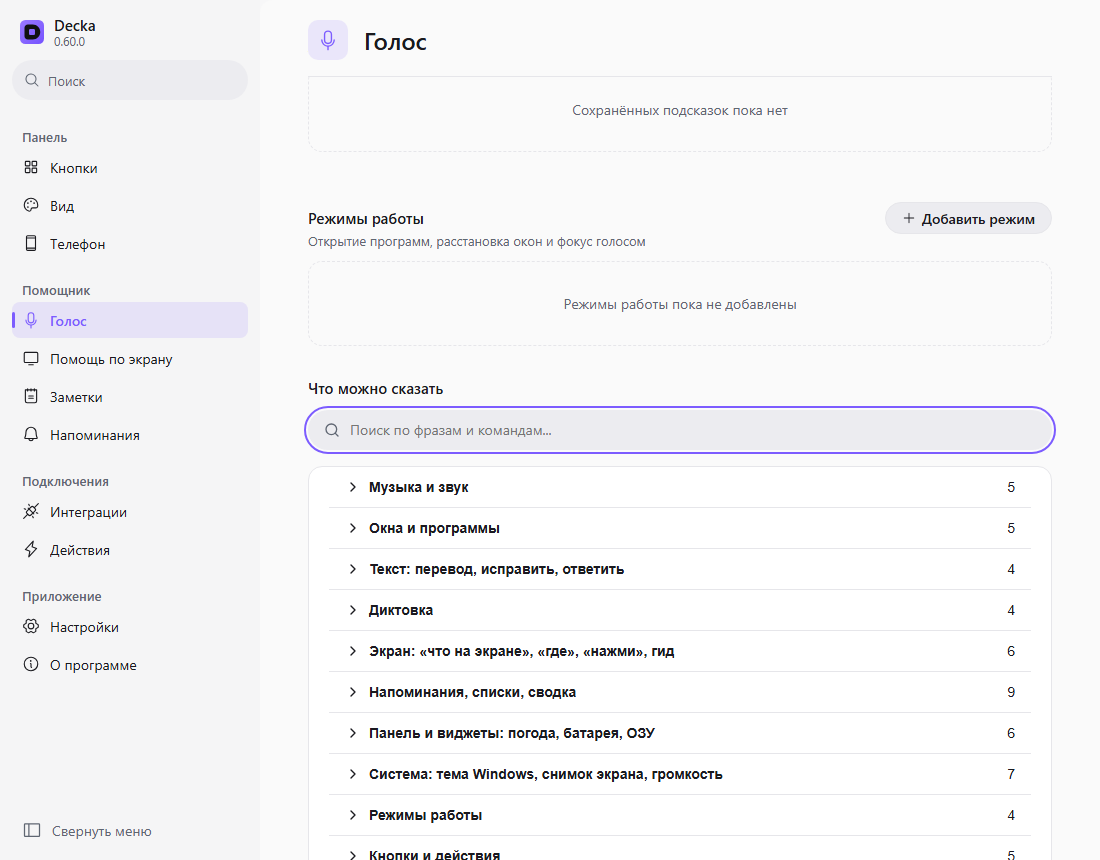 Decka
0.60.0
Поиск
Панель
Кнопки
Вид
Телефон
Помощник
Голос
Помощь по экрану
Заметки
Напоминания
Подключения
Интеграции
Действия
Приложение
Настройки
О программе
Свернуть меню
Голос
Сохранённых подсказок пока нет
Режимы работы
Добавить режим
Открытие программ, расстановка окон и фокус голосом
Режимы работы пока не добавлены
Что можно сказать
Поиск по фразам и командам...
Музыка и звук 5
Окна и программы 5
Текст: перевод, исправить, ответить 4
Диктовка 4
Экран: «что на экране», «где», «нажми», гид 6
Напоминания, списки, сводка 9
Панель и виджеты: погода, батарея, ОЗУ 6
Система: тема Windows, снимок экрана, громкость 7
Режимы работы 4
Кнопки и действия 5